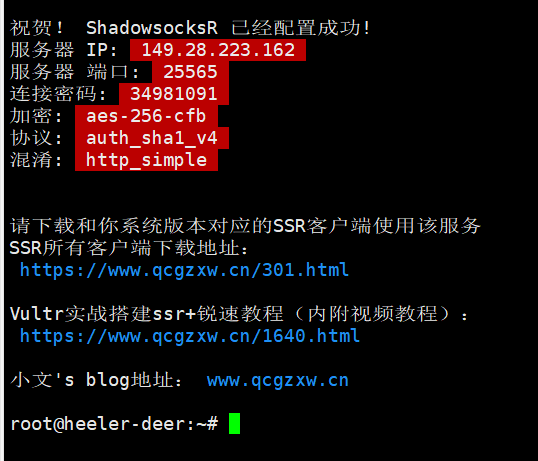 祝贺! ShadowsocksR 已经配置成功!
服务器 IP: 149.28.223.162
服务器 端口: 25565
连接密码: 34981091
加密: aes-256-cfb
协议: auth_sha1_v4
混淆: http_simple
请下载和你系统版本对应的SSR客户端使用该服务
SSR所有客户端下载地址:
https://www.qcgzxw.cn/301.html
Vultr实战搭建ssr+锐速教程（内附视频教程）:
https://www.qcgzxw.cn/1640.html
小文's blog地址: www.qcgzxw.cn
root@heeler-deer:~#